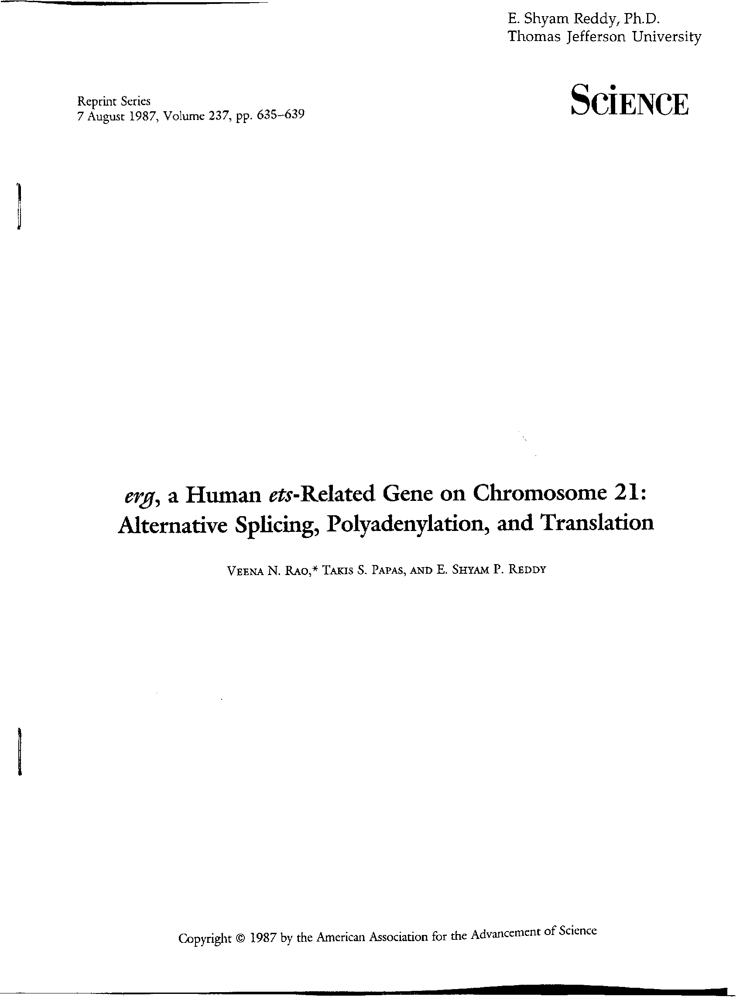 E. Shyam Reddy, Ph.D.
Thomas Jefferson University
Reprint Series
7 August 1987, Volume 237, pp. 635–639
SCIENCE
erg, a Human ets-Related Gene on Chromosome 21:
Alternative Splicing, Polyadenylation, and Translation
VEENA N. RAO,* TAKIS S. PAPAS, AND E. SHYAM P. REDDY
Copyright © 1987 by the American Association for the Advancement of Science